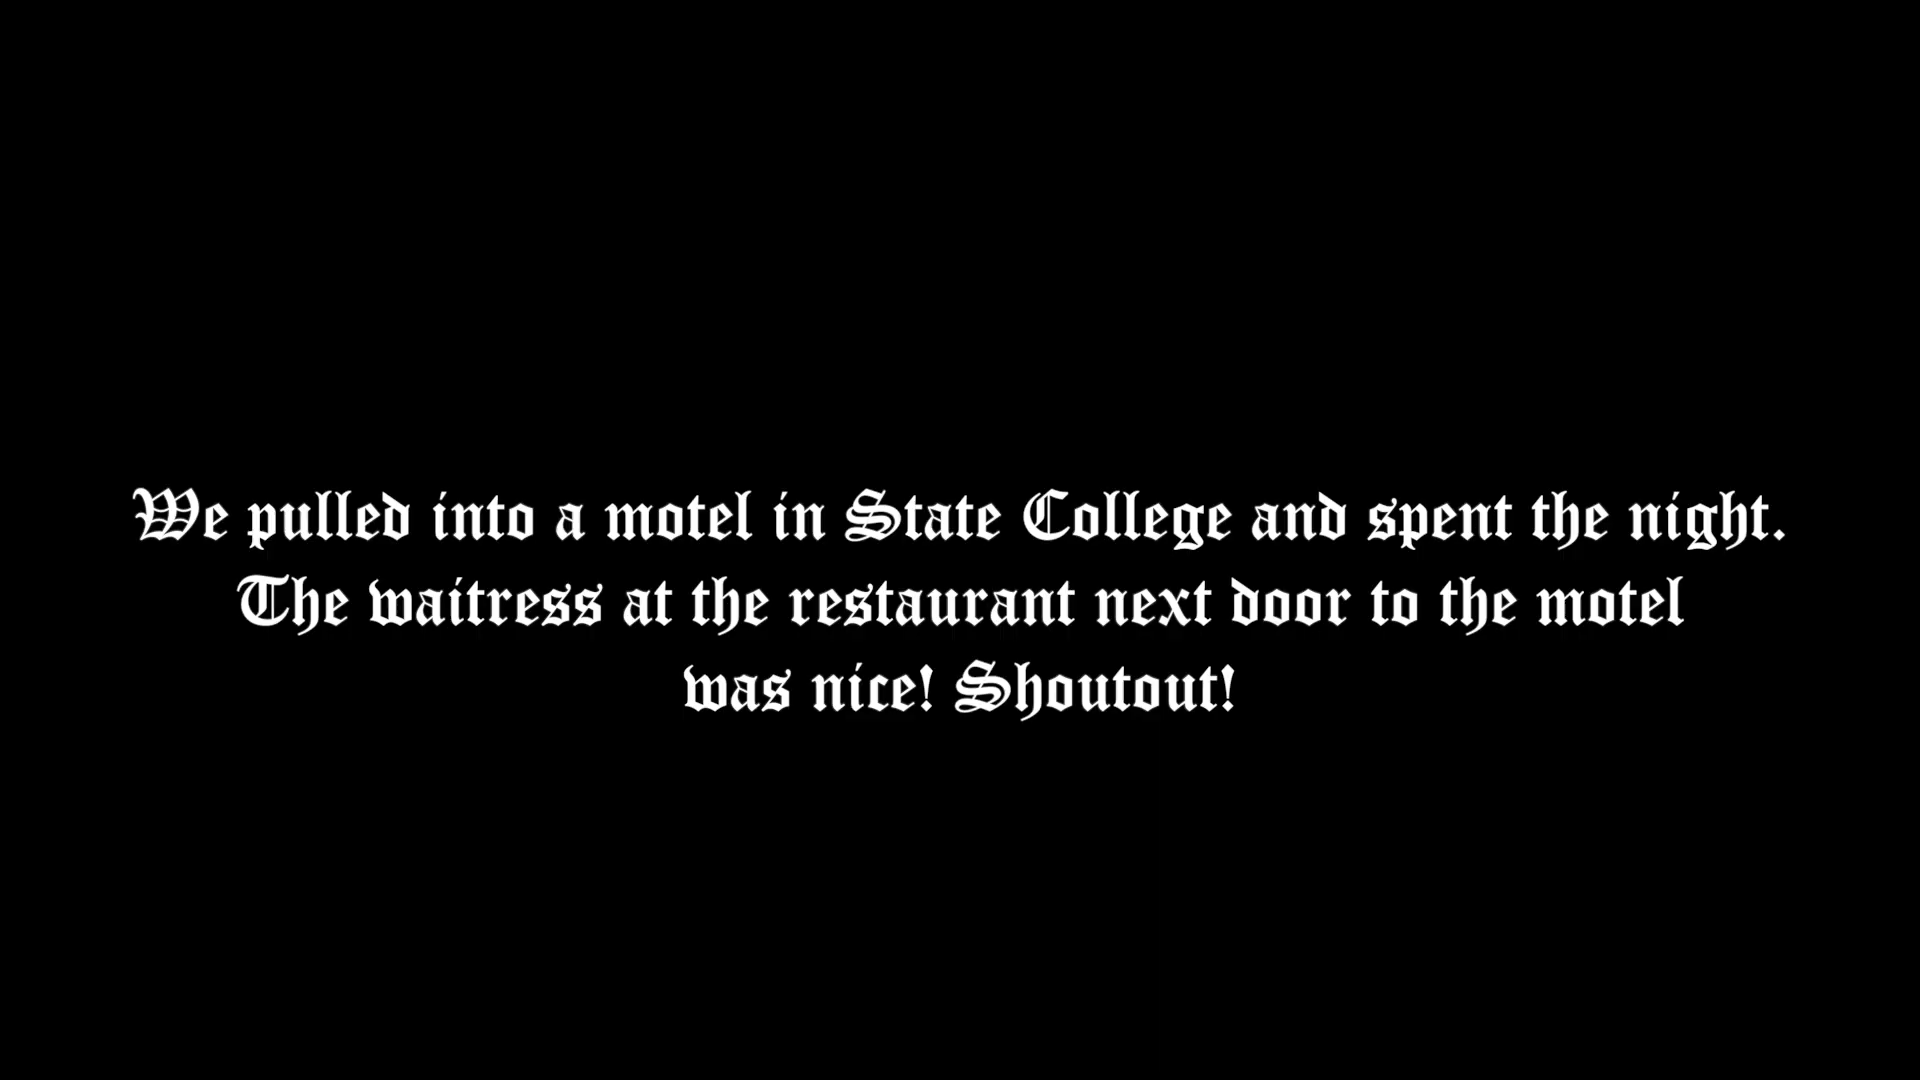 We pulled into a motel in State College and spent the night.
The waitress at the restaurant next door to the motel
was nice! Shoutout!